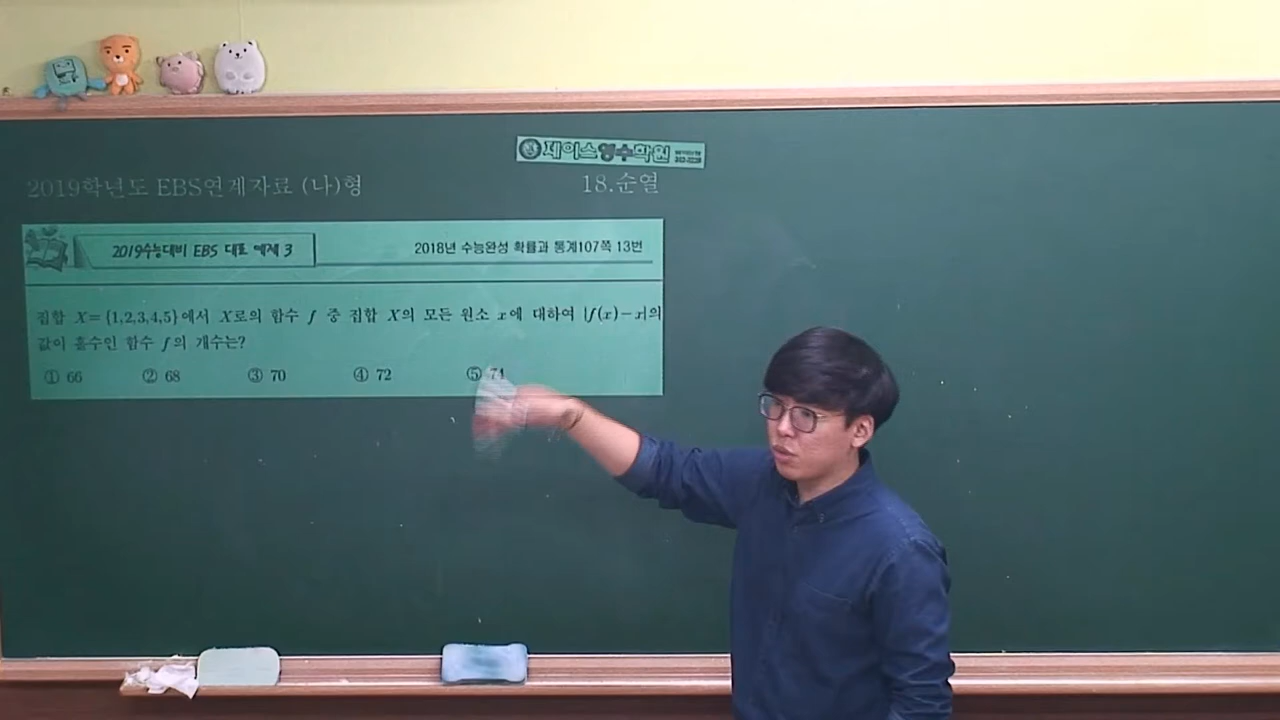 제이스영수학원
2019학년도 EBS연계자료 (나)형
18.순열
2019수능대비 EBS 대표 예제 3
2018년 수능완성 확률과 통계107쪽 13번
집합 X={1,2,3,4,5}에서 X로의 함수 f 중 집합 X의 모든 원소 x에 대하여 |f(x)-x|의
값이 홀수인 함수 f의 개수는?
① 66 ② 68 ③ 70 ④ 72 ⑤ 74